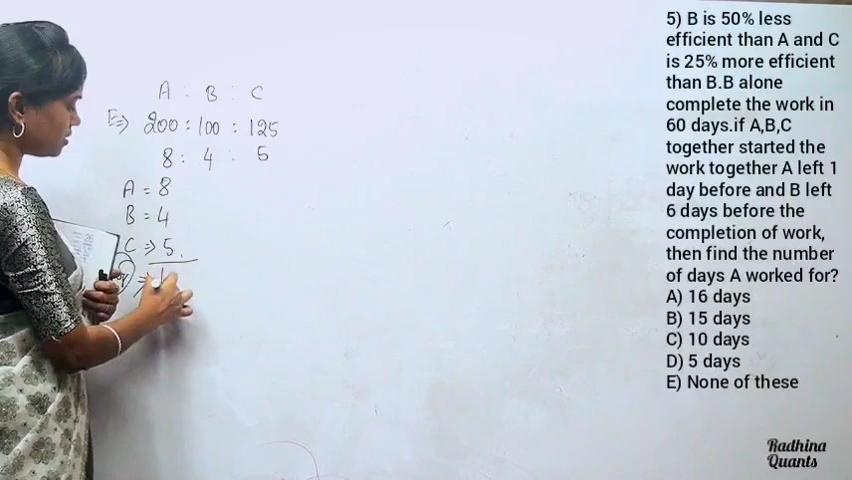 A : B : C
E⇒ 200 : 100 : 125
8 : 4 : 5
A = 8
B = 4
C ⇒ 5
5) B is 50% less
efficient than A and C
is 25% more efficient
than B.B alone
complete the work in
60 days.if A,B,C
together started the
work together A left 1
day before and B left
6 days before the
completion of work,
then find the number
of days A worked for?
A) 16 days
B) 15 days
C) 10 days
D) 5 days
E) None of these
Radhina
Quants